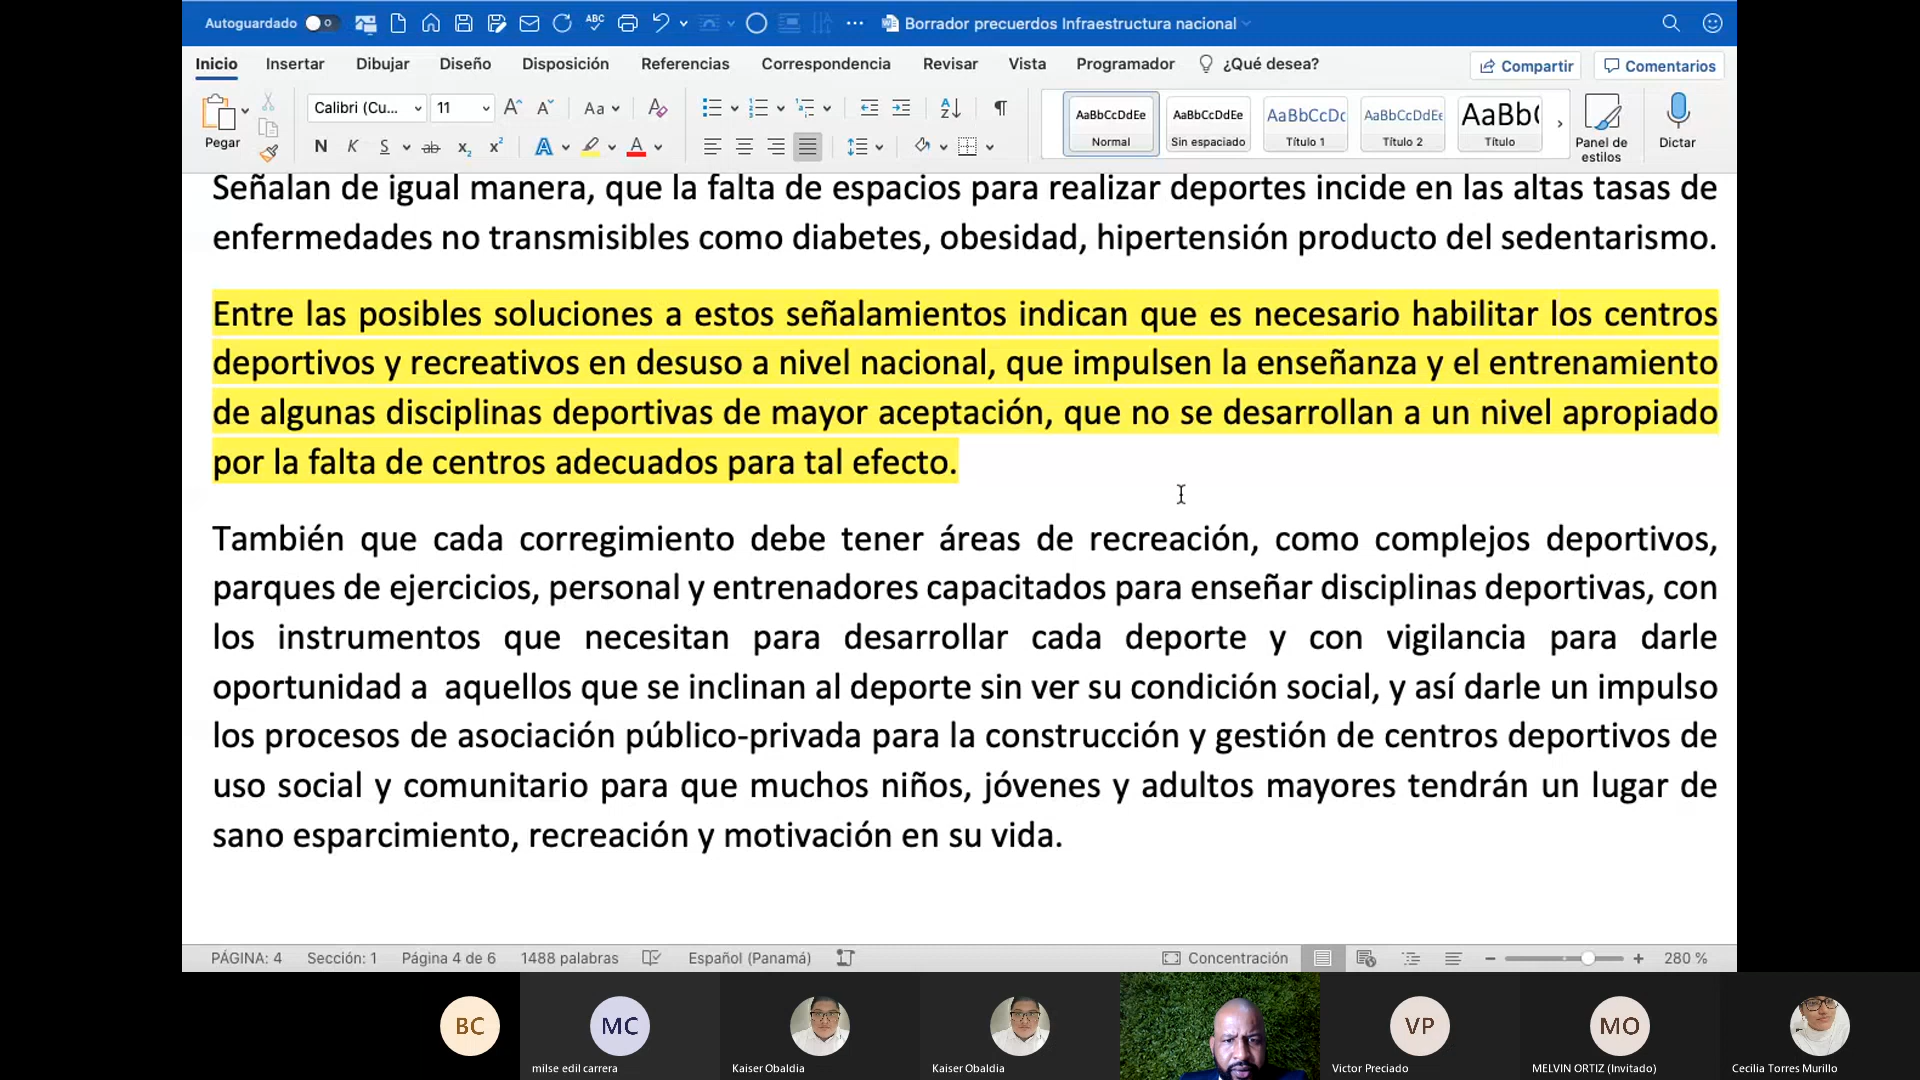 Autoguardado
Borrador precuerdos Infraestructura nacional
Inicio Insertar Dibujar Diseño Disposición Referencias Correspondencia Revisar Vista Programador ¿Qué desea? Compartir Comentarios
Pegar
Calibri (Cu... 11
AaBbCcDdEe AaBbCcDdEe AaBbCcDc AaBbCcDdEe AaBb(
Normal Sin espaciado Título 1 Título 2 Título
Panel de estilos
Dictar
Señalan de igual manera, que la falta de espacios para realizar deportes incide en las altas tasas de
enfermedades no transmisibles como diabetes, obesidad, hipertensión producto del sedentarismo.
Entre las posibles soluciones a estos señalamientos indican que es necesario habilitar los centros
deportivos y recreativos en desuso a nivel nacional, que impulsen la enseñanza y el entrenamiento
de algunas disciplinas deportivas de mayor aceptación, que no se desarrollan a un nivel apropiado
por la falta de centros adecuados para tal efecto.
También que cada corregimiento debe tener áreas de recreación, como complejos deportivos,
parques de ejercicios, personal y entrenadores capacitados para enseñar disciplinas deportivas, con
los instrumentos que necesitan para desarrollar cada deporte y con vigilancia para darle
oportunidad a aquellos que se inclinan al deporte sin ver su condición social, y así darle un impulso
los procesos de asociación público-privada para la construcción y gestión de centros deportivos de
uso social y comunitario para que muchos niños, jóvenes y adultos mayores tendrán un lugar de
sano esparcimiento, recreación y motivación en su vida.
PÁGINA: 4 Sección: 1 Página 4 de 6 1488 palabras Español (Panamá) Concentración 280 %
BC MC VP MO
milse edil carrera Kaiser Obaldia Kaiser Obaldia Victor Preciado MELVIN ORTIZ (Invitado) Cecilia Torres Murillo